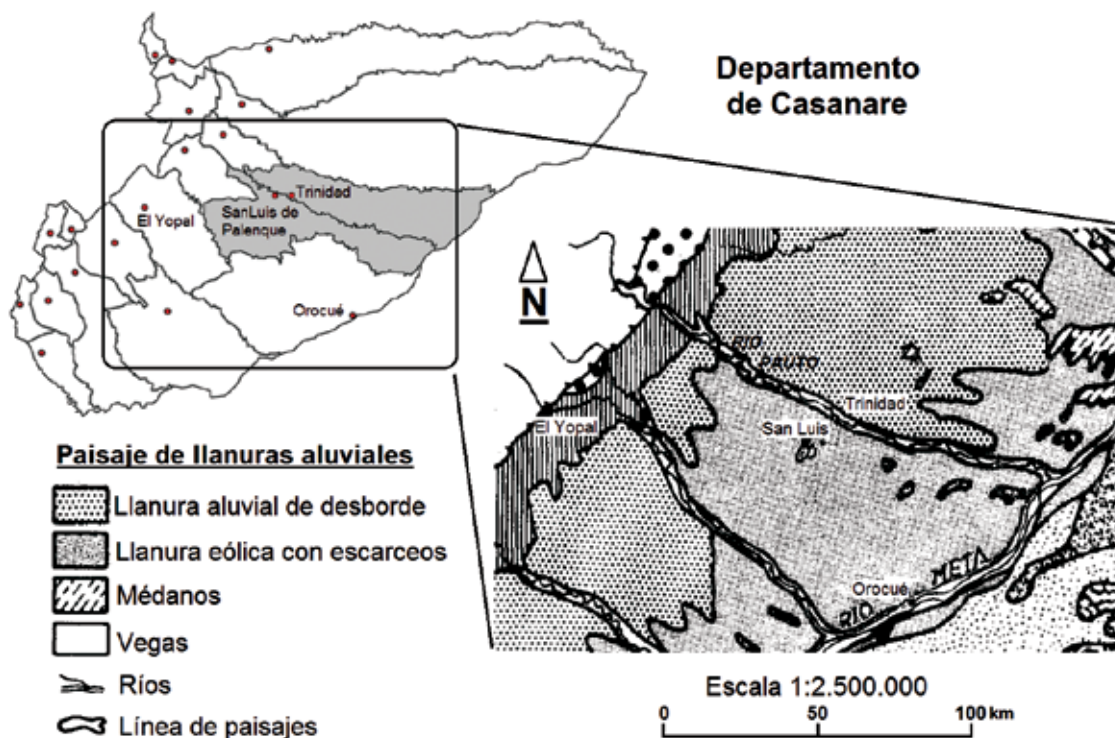 Departamento
de Casanare
Trinidad
El Yopal
SanLuis de
Palenque
Orocué
N
RIO
PAUTO
Trinidad
El Yopal
San Luis
META
Orocué
RIO
Paisaje de llanuras aluviales
Llanura aluvial de desborde
Llanura eólica con escarceos
Médanos
Vegas
Ríos
Línea de paisajes
Escala 1:2.500.000
0 50 100 km